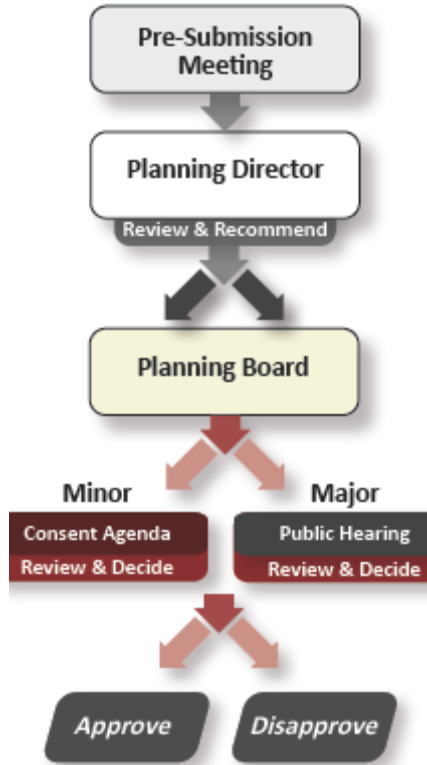 Pre-Submission
Meeting
Planning Director
Review & Recommend
Planning Board
Minor
Major
Consent Agenda
Public Hearing
Review & Decide
Review & Decide
Approve
Disapprove